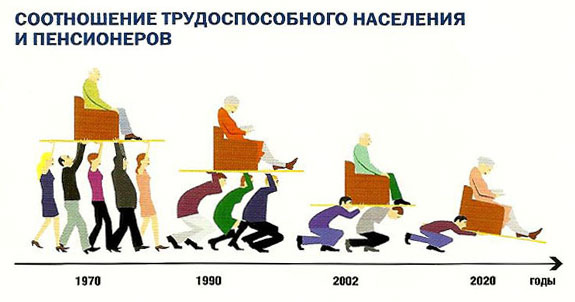 СООТНОШЕНИЕ ТРУДОСПОСОБНОГО НАСЕЛЕНИЯ
И ПЕНСИОНЕРОВ
1970 1990 2002 2020 ГОДЫ